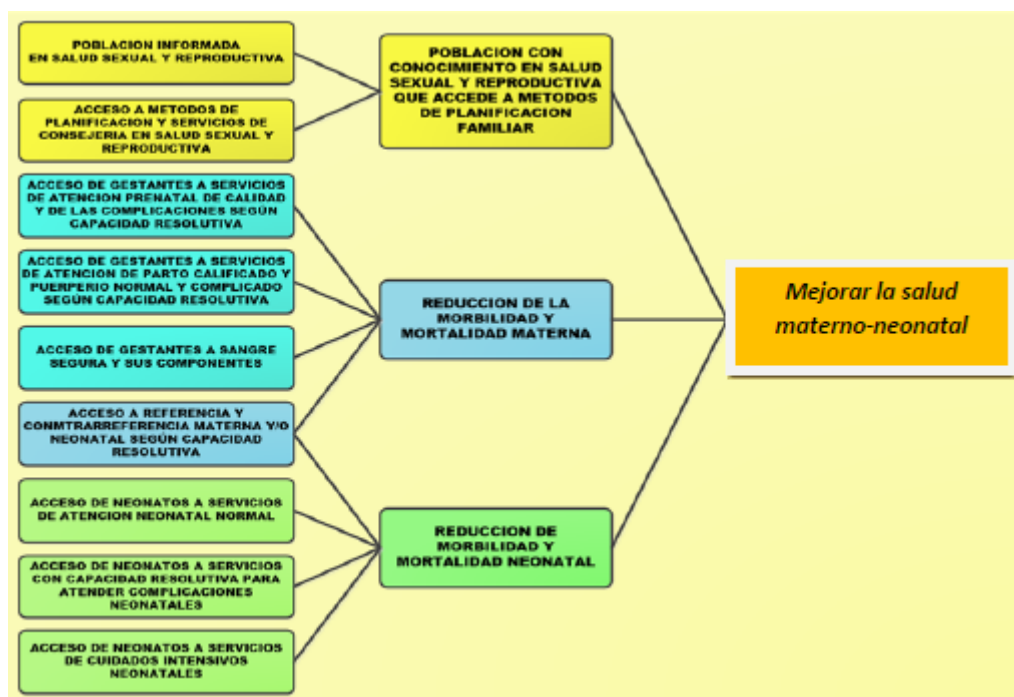 POBLACION INFORMADA
EN SALUD SEXUAL Y REPRODUCTIVA
ACCESO A METODOS DE
PLANIFICACION Y SERVICIOS DE
CONSEJERIA EN SALUD SEXUAL Y
REPRODUCTIVA
ACCESO DE GESTANTES A SERVICIOS
DE ATENCION PRENATAL DE CALIDAD
Y DE LAS COMPLICACIONES SEGÚN
CAPACIDAD RESOLUTIVA
ACCESO DE GESTANTES A SERVICIOS
DE ATENCION DE PARTO CALIFICADO Y
PUERPERIO NORMAL Y COMPLICADO
SEGÚN CAPACIDAD RESOLUTIVA
ACCESO DE GESTANTES A SANGRE
SEGURA Y SUS COMPONENTES
ACCESO A REFERENCIA Y
CONMTRARREFERENCIA MATERNA Y/O
NEONATAL SEGÚN CAPACIDAD
RESOLUTIVA
ACCESO DE NEONATOS A SERVICIOS
DE ATENCION NEONATAL NORMAL
ACCESO DE NEONATOS A SERVICIOS
CON CAPACIDAD RESOLUTIVA PARA
ATENDER COMPLICACIONES
NEONATALES
ACCESO DE NEONATOS A SERVICIOS
DE CUIDADOS INTENSIVOS
NEONATALES
POBLACION CON
CONOCIMIENTO EN SALUD
SEXUAL Y REPRODUCTIVA
QUE ACCEDE A METODOS
DE PLANIFICACION
FAMILIAR
REDUCCION DE LA
MORBILIDAD Y
MORTALIDAD MATERNA
REDUCCION DE
MORBILIDAD Y
MORTALIDAD NEONATAL
Mejorar la salud
materno-neonatal